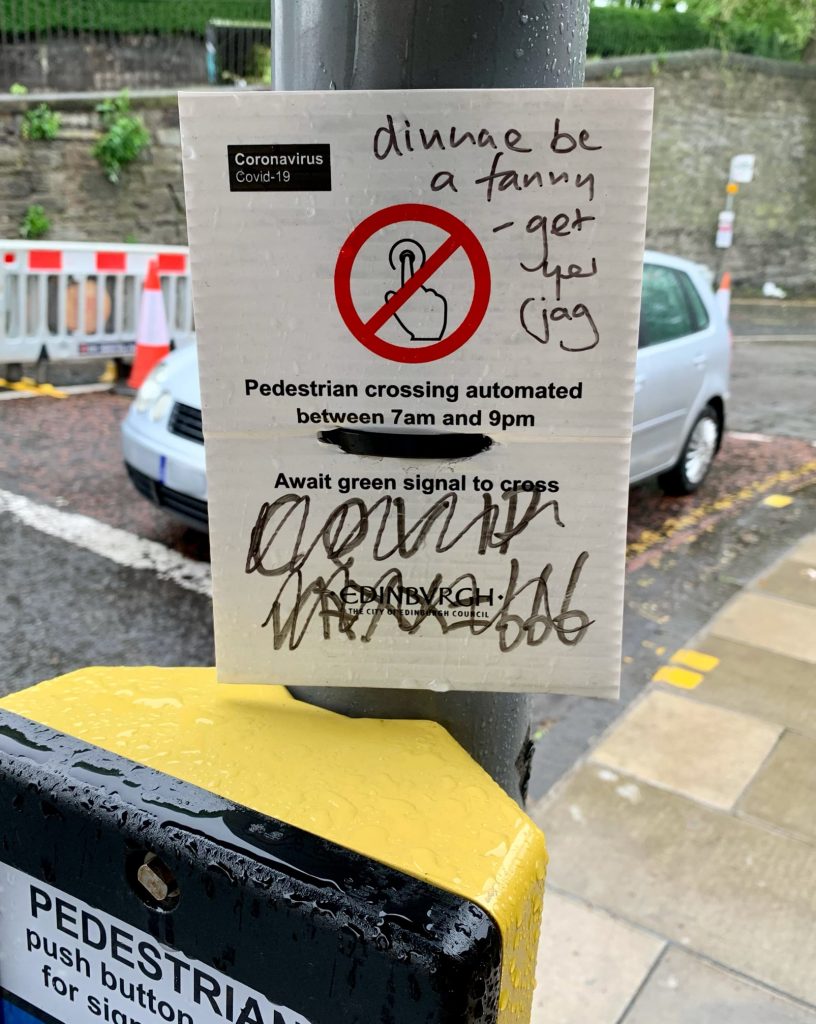 Coronavirus
Covid-19
dinnae be
a fanny
- get
yer
jag
Pedestrian crossing automated
between 7am and 9pm
Await green signal to cross
·EDINBVRGH·
THE CITY OF EDINBURGH COUNCIL
PEDESTRIAN
push button
for